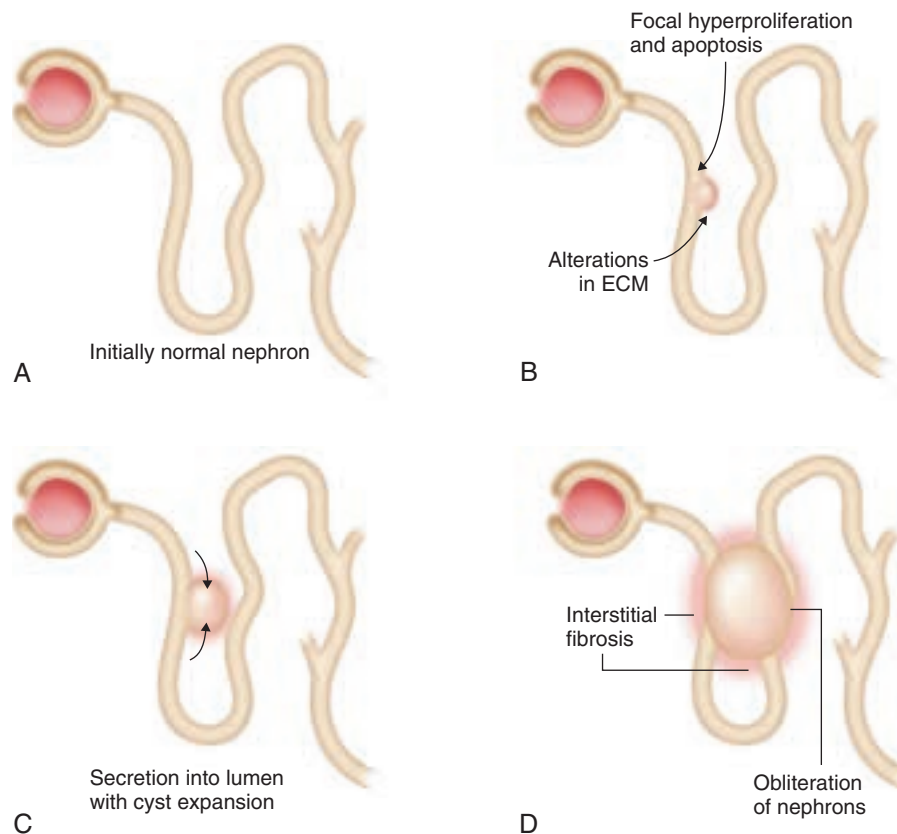 Initially normal nephron
A
Focal hyperproliferation
and apoptosis
Alterations
in ECM
B
Secretion into lumen
with cyst expansion
C
Interstitial
fibrosis
Obliteration
of nephrons
D